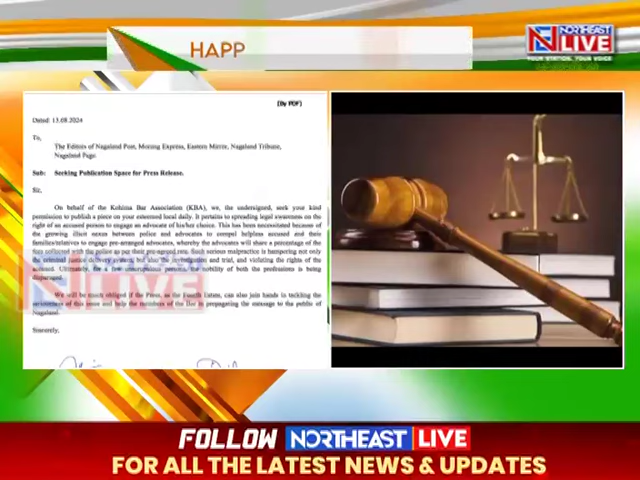 HAPP
NORTHEAST
LIVE
YOUR STATION, YOUR VOICE
[By PDF]
Dated: 13.08.2024
To,
The Editors of Nagaland Post, Morning Express, Eastern Mirror, Nagaland Tribune,
Nagaland Page.
Sub: Seeking Publication Space for Press Release.
Sir,
On behalf of the Kohima Bar Association (KBA), we, the undersigned, seek your kind
permission to publish a piece on your esteemed local daily. It pertains to spreading legal awareness on the
right of an accused person to engage an advocate of his/her choice. This has been necessitated because of
the growing illicit nexus between police and advocates to compel helpless accused and their
families/relatives to engage pre-arranged advocates, whereby the advocates will share a percentage of the
fees collected with the police as per their pre-agreed rate. Such serious malpractice is hampering not only
the criminal justice delivery system but also the investigation and trial, and violating the rights of the
accused. Ultimately, for a few unscrupulous persons, the nobility of both the professions is being
disparaged.
We will be much obliged if the Press, as the Fourth Estate, can also join hands in tackling the
seriousness of this issue and help the members of the Bar in propagating the message to the public of
Nagaland.
Sincerely,
FOLLOW NORTHEAST LIVE
FOR ALL THE LATEST NEWS & UPDATES